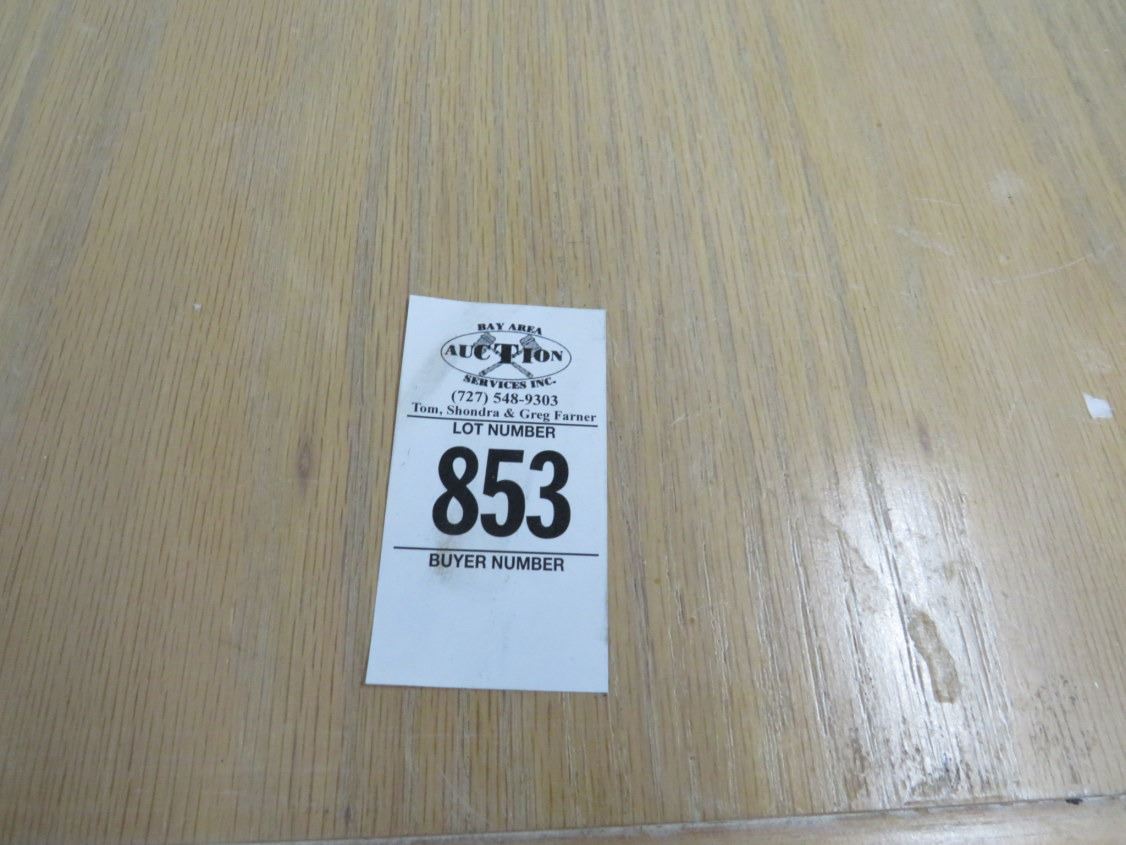 BAY AREA
AUCTION
SERVICES INC.
(727) 548-9303
Tom, Shondra & Greg Farner
LOT NUMBER
853
BUYER NUMBER